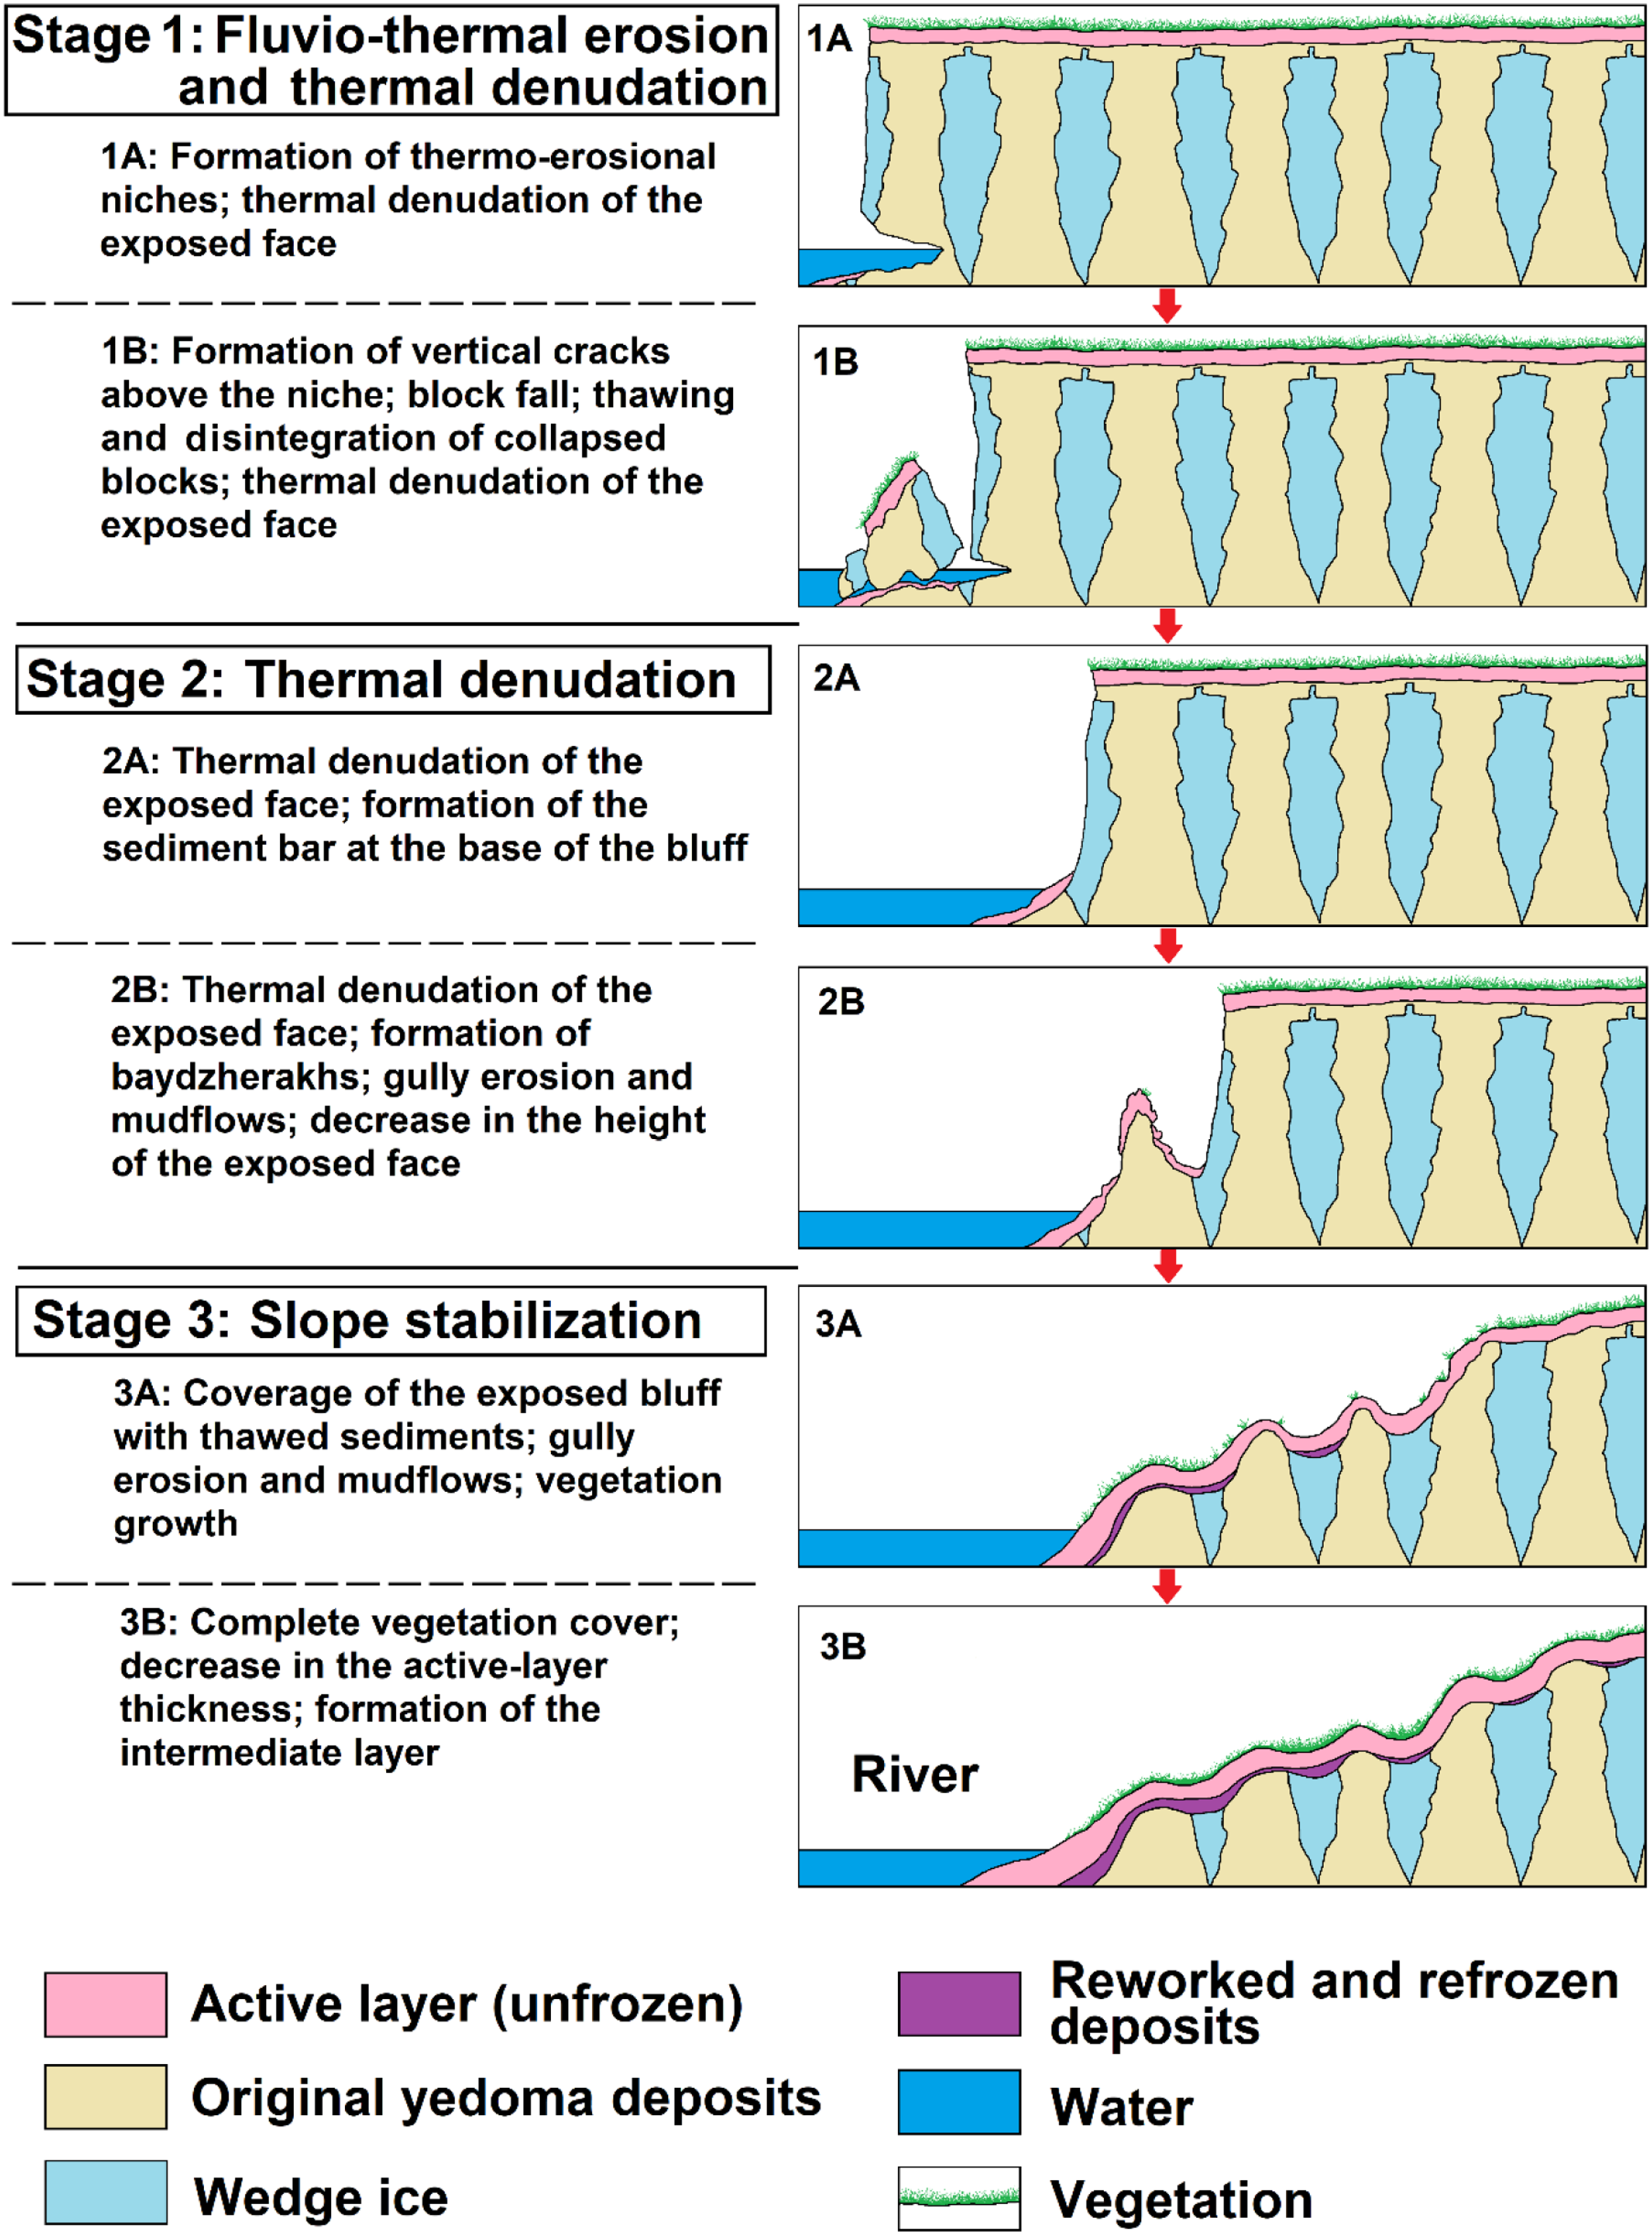 Stage 1: Fluvio-thermal erosion
and thermal denudation
1A: Formation of thermo-erosional
niches; thermal denudation of the
exposed face
1A
1B: Formation of vertical cracks
above the niche; block fall; thawing
and disintegration of collapsed
blocks; thermal denudation of the
exposed face
1B
Stage 2: Thermal denudation
2A: Thermal denudation of the
exposed face; formation of the
sediment bar at the base of the bluff
2A
2B: Thermal denudation of the
exposed face; formation of
baydzherakhs; gully erosion and
mudflows; decrease in the height
of the exposed face
2B
Stage 3: Slope stabilization
3A: Coverage of the exposed bluff
with thawed sediments; gully
erosion and mudflows; vegetation
growth
3A
3B: Complete vegetation cover;
decrease in the active-layer
thickness; formation of the
intermediate layer
3B
River
Active layer (unfrozen)
Original yedoma deposits
Wedge ice
Reworked and refrozen
deposits
Water
Vegetation